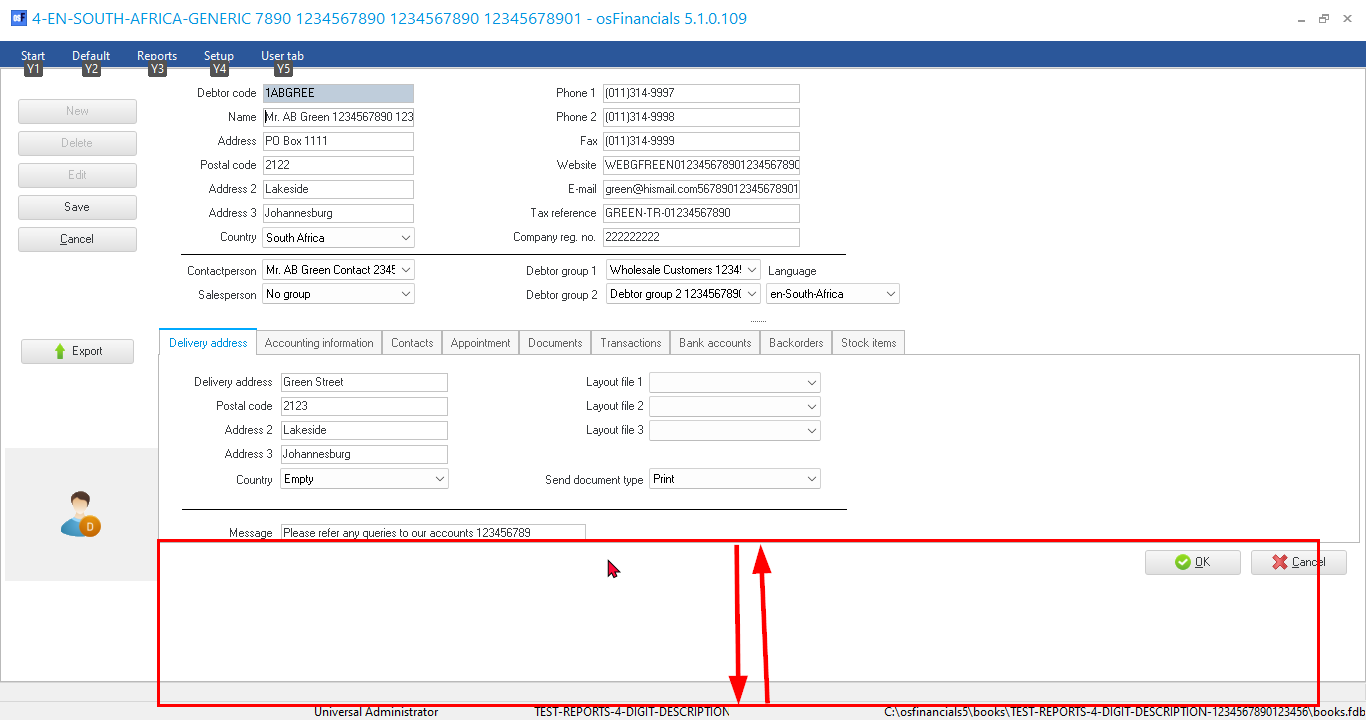 4-EN-SOUTH-AFRICA-GENERIC 7890 1234567890 1234567890 12345678901 - osFinancials 5.1.0.109
Start Default Reports Setup User tab
Y1 Y2 Y3 Y4 Y5
New
Delete
Edit
Save
Cancel
Export
D
Debtor code 1ABGREE
Name Mr. AB Green 1234567890 123
Address PO Box 1111
Postal code 2122
Address 2 Lakeside
Address 3 Johannesburg
Country South Africa
Phone 1 (011)314-9997
Phone 2 (011)314-9998
Fax (011)314-9999
Website WEBGFREEN01234567890123456789
E-mail green@hismail.com56789012345678901
Tax reference GREEN-TR-01234567890
Company reg. no. 222222222
Contactperson Mr. AB Green Contact 2345
Salesperson No group
Debtor group 1 Wholesale Customers 1234
Debtor group 2 Debtor group 2 1234567890
Language
en-South-Africa
Delivery address Accounting information Contacts Appointment Documents Transactions Bank accounts Backorders Stock items
Delivery address Green Street
Postal code 2123
Address 2 Lakeside
Address 3 Johannesburg
Country Empty
Layout file 1
Layout file 2
Layout file 3
Send document type Print
Message Please refer any queries to our accounts 123456789
OK Cancel
Universal Administrator TEST-REPORTS-4-DIGIT-DESCRIPTION C:\osfinancials5\books\TEST-REPORTS-4-DIGIT-DESCRIPTION-1234567890123456\books.fdb